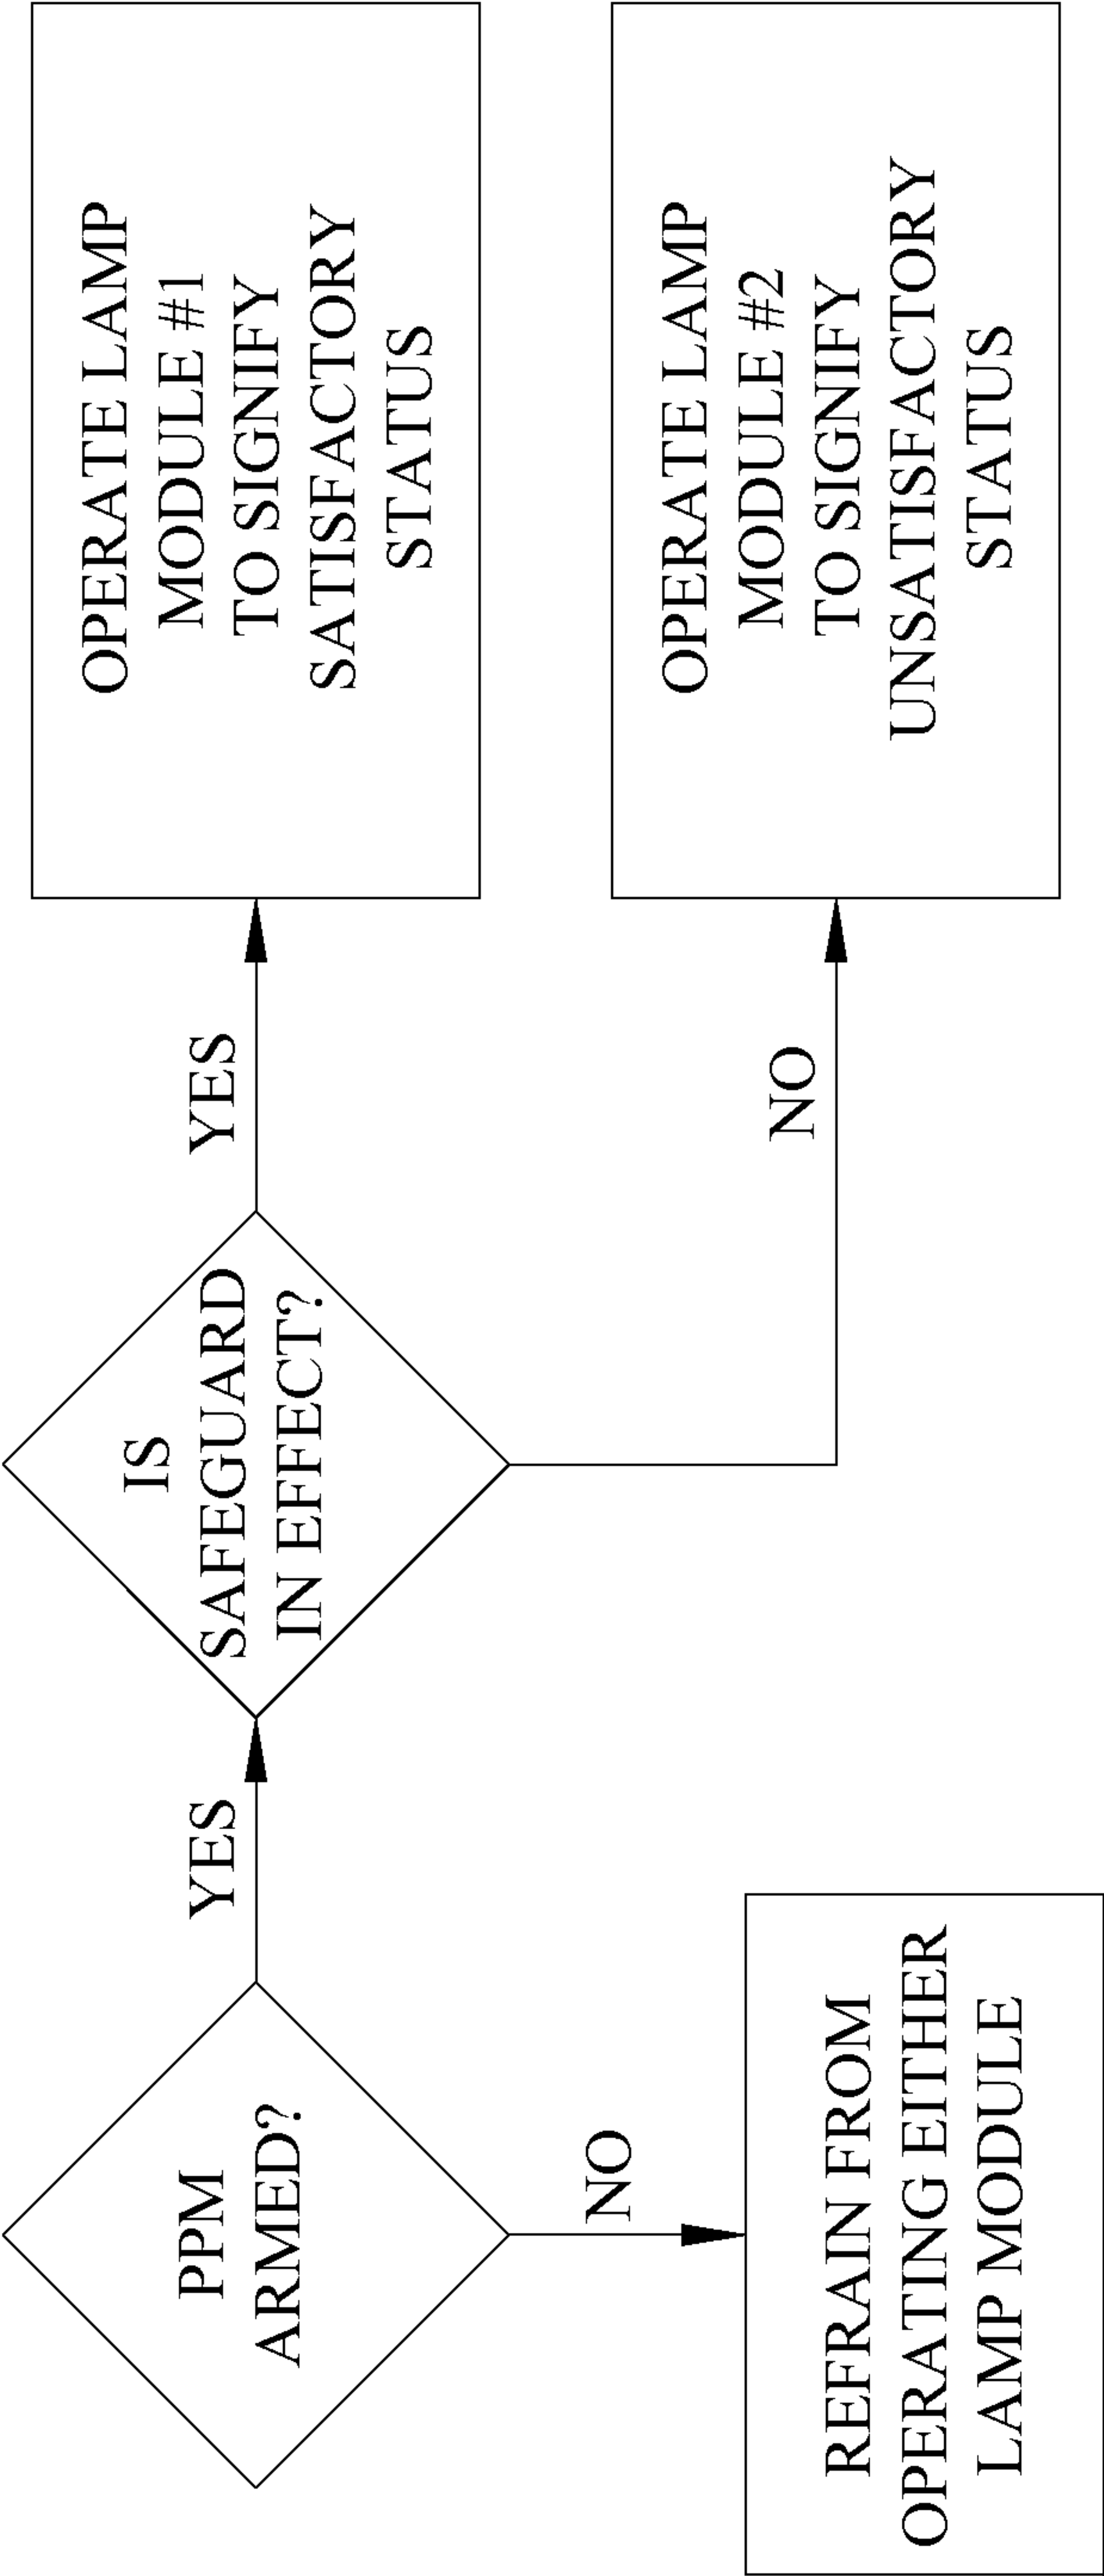 PPM
ARMED?
YES
NO
REFRAIN FROM
OPERATING EITHER
LAMP MODULE
IS
SAFEGUARD
IN EFFECT?
YES
NO
OPERATE LAMP
MODULE #1
TO SIGNIFY
SATISFACTORY
STATUS
OPERATE LAMP
MODULE #2
TO SIGNIFY
UNSATISFACTORY
STATUS